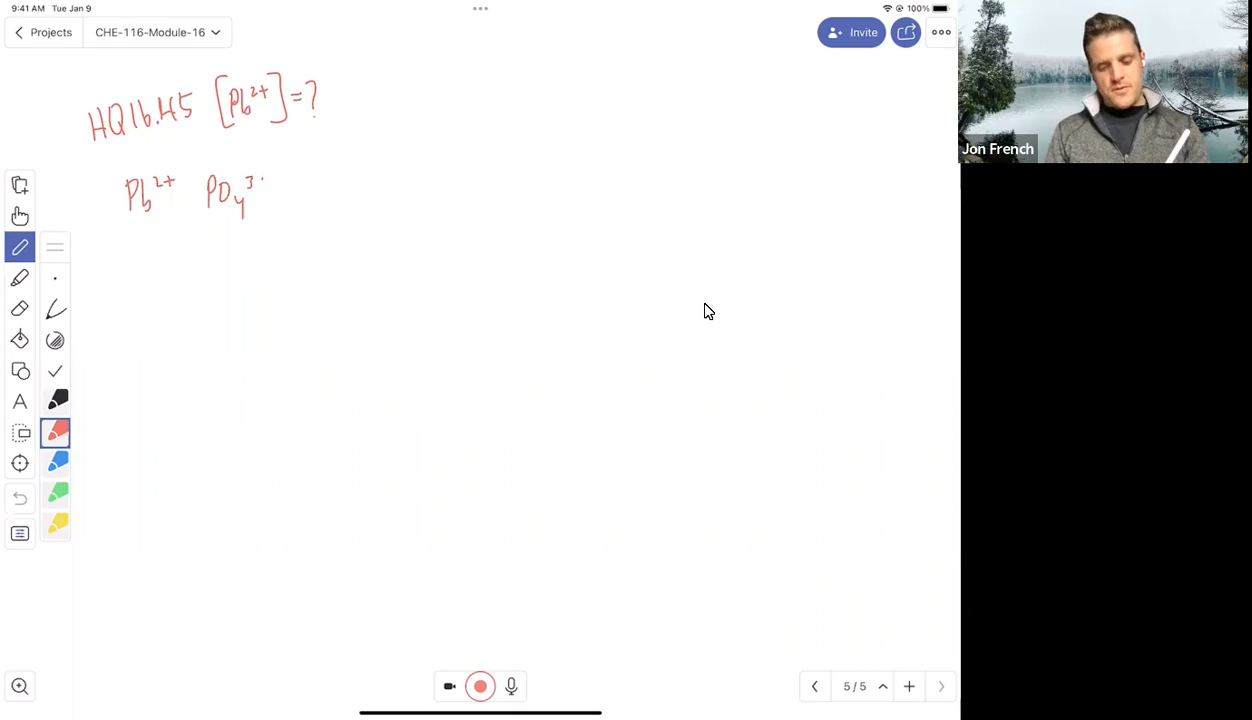 9:41 AM Tue Jan 9
100%
Projects
CHE-116-Module-16
Invite
HQ16.45 [Pb²⁺]=?
Pb²⁺ PO₄³⁻
Jon French
A
5/5